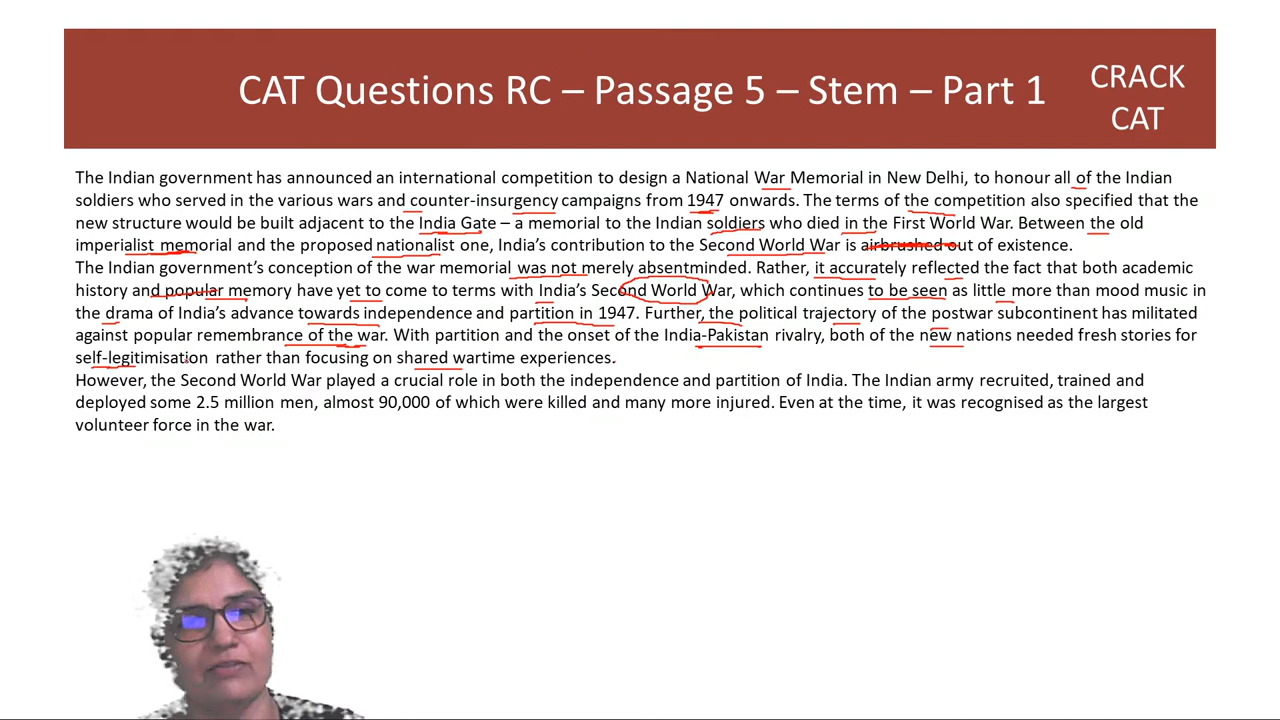 CAT Questions RC – Passage 5 – Stem – Part 1
CRACK
CAT
The Indian government has announced an international competition to design a National War Memorial in New Delhi, to honour all of the Indian
soldiers who served in the various wars and counter-insurgency campaigns from 1947 onwards. The terms of the competition also specified that the
new structure would be built adjacent to the India Gate – a memorial to the Indian soldiers who died in the First World War. Between the old
imperialist memorial and the proposed nationalist one, India’s contribution to the Second World War is airbrushed out of existence.
The Indian government’s conception of the war memorial was not merely absentminded. Rather, it accurately reflected the fact that both academic
history and popular memory have yet to come to terms with India’s Second World War, which continues to be seen as little more than mood music in
the drama of India’s advance towards independence and partition in 1947. Further, the political trajectory of the postwar subcontinent has militated
against popular remembrance of the war. With partition and the onset of the India-Pakistan rivalry, both of the new nations needed fresh stories for
self-legitimisation rather than focusing on shared wartime experiences.
However, the Second World War played a crucial role in both the independence and partition of India. The Indian army recruited, trained and
deployed some 2.5 million men, almost 90,000 of which were killed and many more injured. Even at the time, it was recognised as the largest
volunteer force in the war.